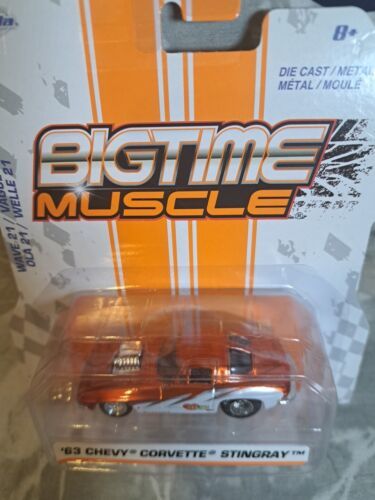 8+
DIE CAST / METAL
MÉTAL / MOULÉ
BIGTIME
MUSCLE
WAVE 21 /
OLA 21 / WELLE 21
'63 CHEVY® CORVETTE® STINGRAY™